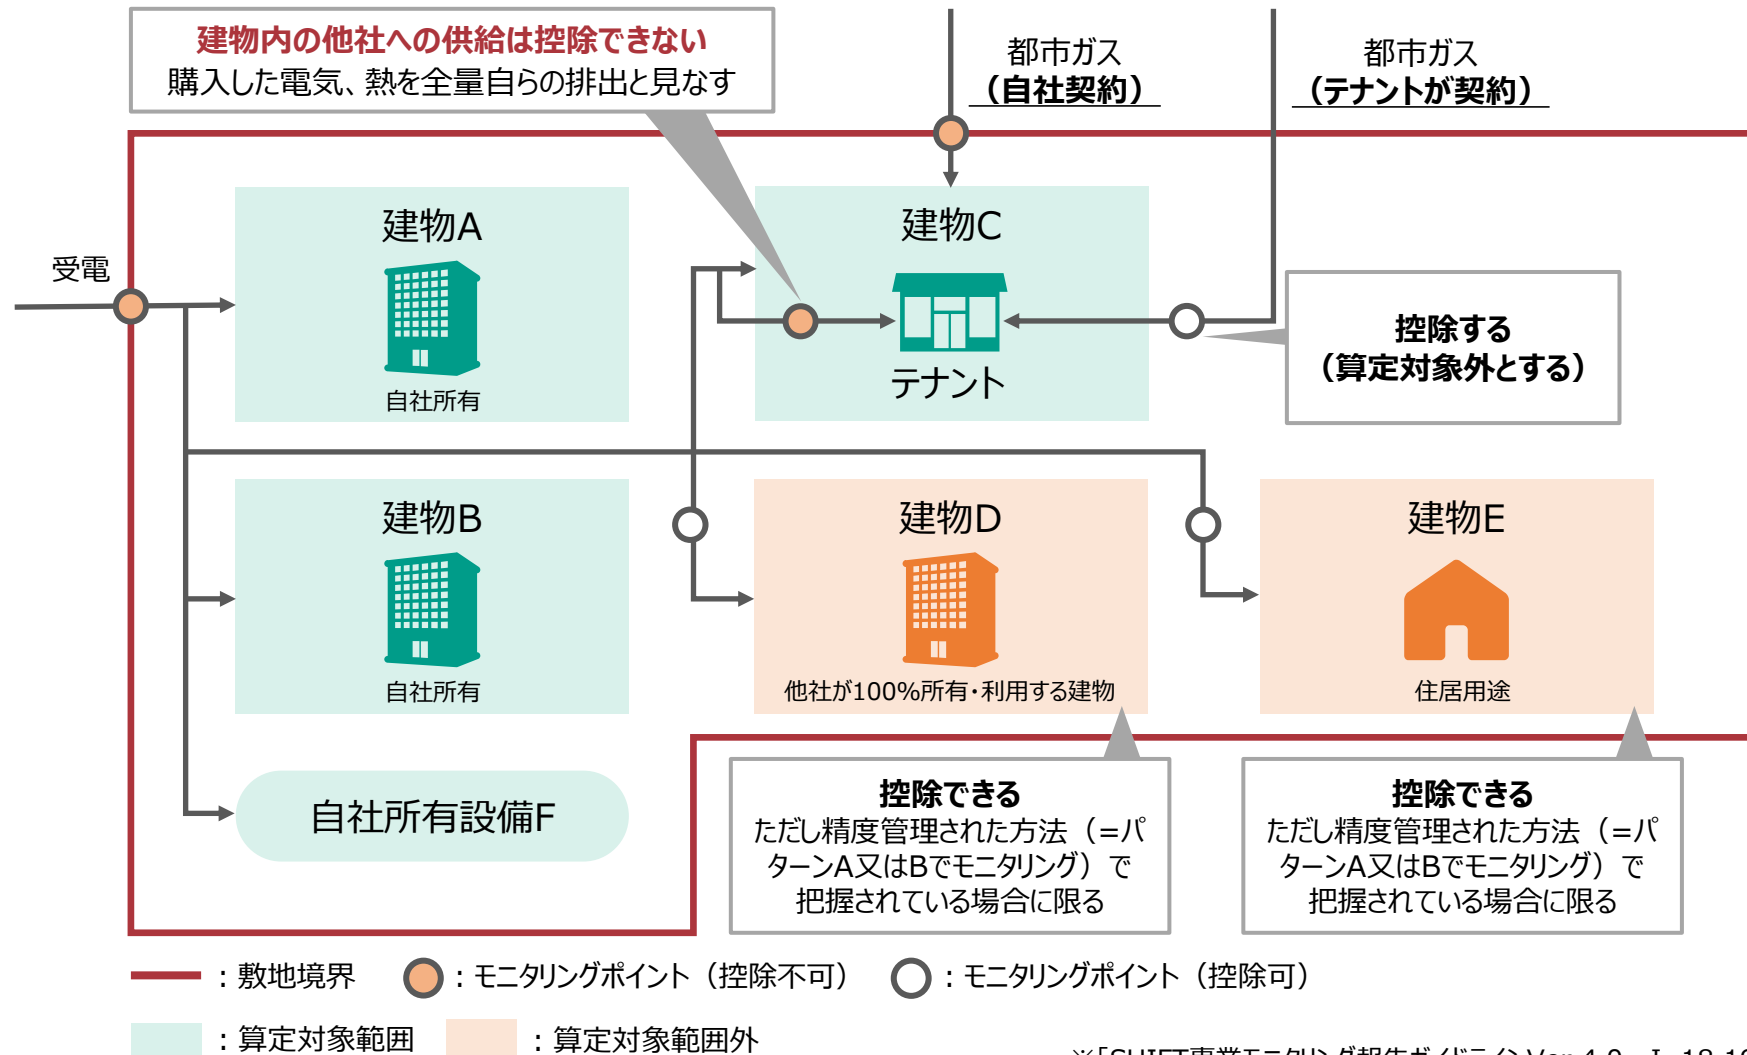 建物内の他社への供給は控除できない
購入した電気、熱を全量自らの排出と見なす
都市ガス
（自社契約）
都市ガス
（テナントが契約）
受電
建物A
自社所有
建物C
テナント
控除する
（算定対象外とする）
建物B
自社所有
建物D
他社が100%所有・利用する建物
建物E
住居用途
自社所有設備F
控除できる
ただし精度管理された方法（=パ
ターンA又はBでモニタリング）で
把握されている場合に限る
控除できる
ただし精度管理された方法（=パ
ターンA又はBでモニタリング）で
把握されている場合に限る
：敷地境界
：モニタリングポイント（控除不可）
：モニタリングポイント（控除可）
：算定対象範囲
：算定対象範囲外